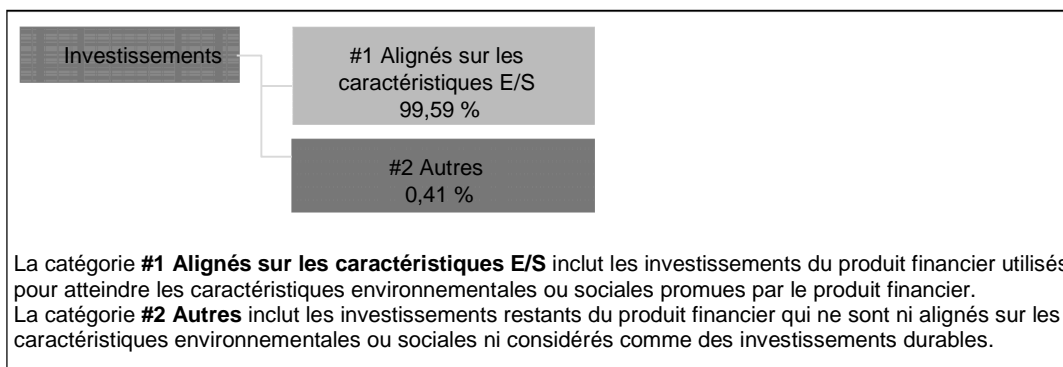 Investissements
#1 Alignés sur les
caractéristiques E/S
99,59 %
#2 Autres
0,41 %
La catégorie #1 Alignés sur les caractéristiques E/S inclut les investissements du produit financier utilisés
pour atteindre les caractéristiques environnementales ou sociales promues par le produit financier.
La catégorie #2 Autres inclut les investissements restants du produit financier qui ne sont ni alignés sur les
caractéristiques environnementales ou sociales ni considérés comme des investissements durables.